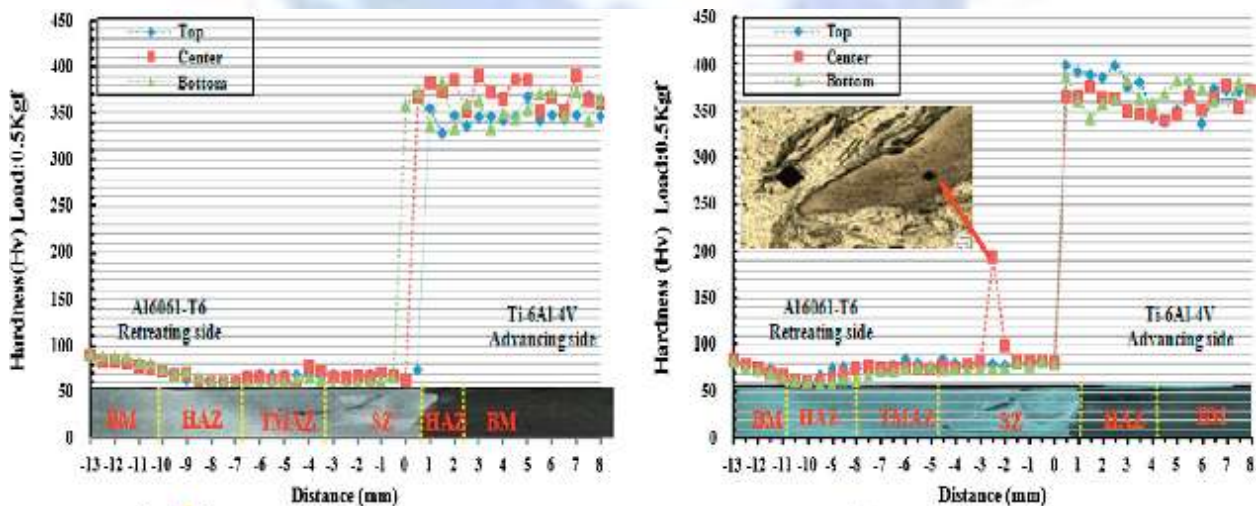 450
400
350
300
250
200
150
100
50
0
Hardness(Hv) Load:0.5Kgf
Top
Center
Bottom
Al6061-T6
Retreating side
Ti-6Al-4V
Advancing side
BM HAZ TMAZ SZ HAZ BM
-13 -12 -11 -10 -9 -8 -7 -6 -5 -4 -3 -2 -1 0 1 2 3 4 5 6 7 8
Distance (mm)
450
400
350
300
250
200
150
100
50
0
Hardness (Hv) Load:0.5Kgf
Top
Center
Bottom
Al6061-T6
Retreating side
Ti-6Al-4V
Advancing side
BM HAZ TMAZ SZ HAZ BM
-13 -12 -11 -10 -9 -8 -7 -6 -5 -4 -3 -2 -1 0 1 2 3 4 5 6 7 8
Distance (mm)